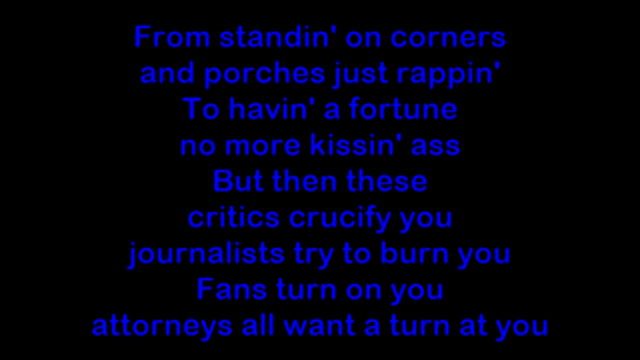 From standin' on corners
and porches just rappin'
To havin' a fortune
no more kissin' ass
But then these
critics crucify you
journalists try to burn you
Fans turn on you
attorneys all want a turn at you